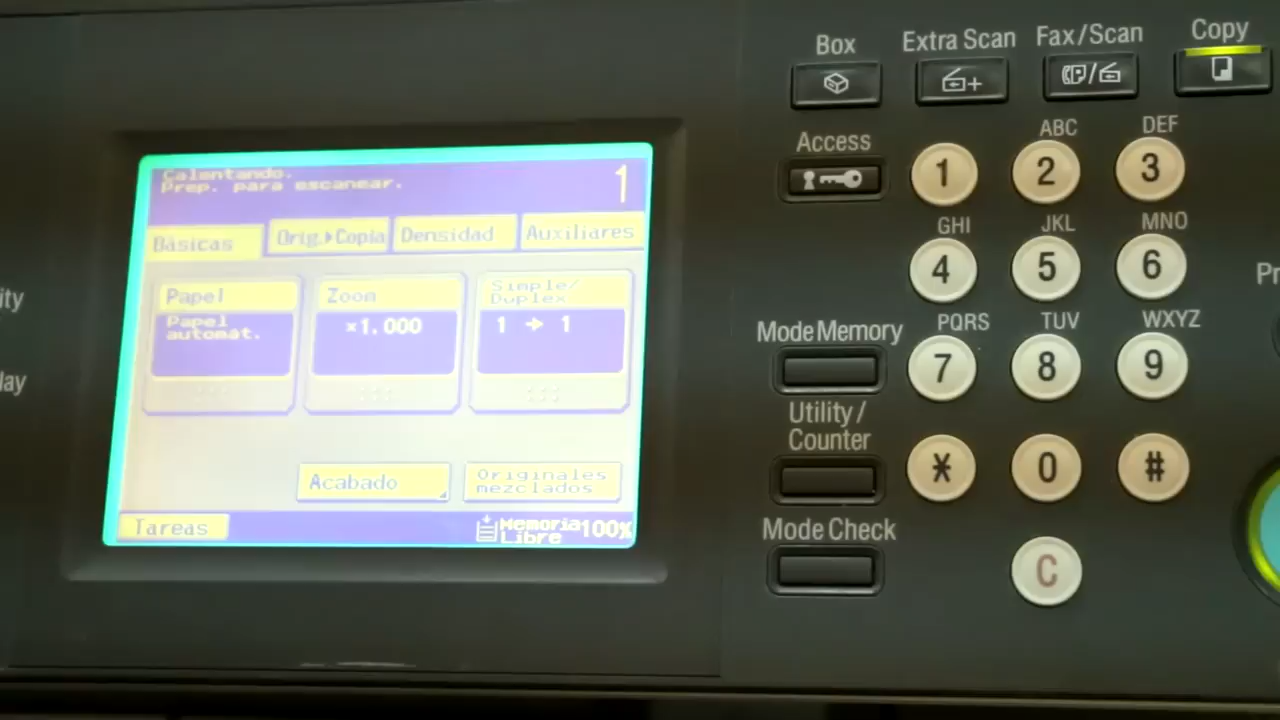 Calentando.
Prep. para escanear.
1
Básicas
Orig.▸Copia
Densidad
Auxiliares
Papel
Papel
automát.
Zoom
×1.000
Simple/
Duplex
1 → 1
Acabado
Originales
mezclados
Tareas
Memoria
Libre
100%
Box
Extra Scan
Fax/Scan
Copy
Access
ABC
DEF
1
2
3
GHI
JKL
MNO
4
5
6
Mode Memory
PQRS
TUV
WXYZ
7
8
9
Utility/
Counter
*
0
#
Mode Check
C